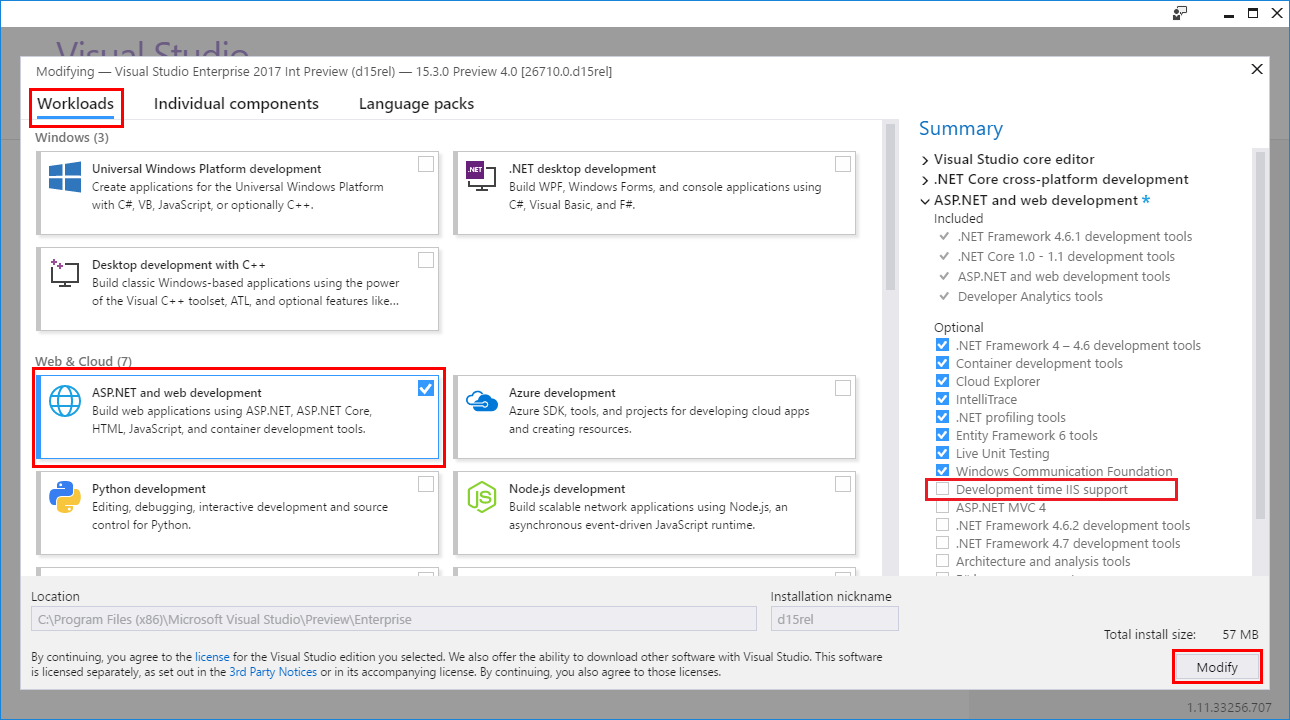 Visual Studio
Modifying — Visual Studio Enterprise 2017 Int Preview (d15rel) — 15.3.0 Preview 4.0 [26710.0.d15rel]
Workloads
Individual components
Language packs
Windows (3)
Universal Windows Platform development
Create applications for the Universal Windows Platform
with C#, VB, JavaScript, or optionally C++.
.NET
.NET desktop development
Build WPF, Windows Forms, and console applications using
C#, Visual Basic, and F#.
Desktop development with C++
Build classic Windows-based applications using the power
of the Visual C++ toolset, ATL, and optional features like...
Web & Cloud (7)
ASP.NET and web development
Build web applications using ASP.NET, ASP.NET Core,
HTML, JavaScript, and container development tools.
Azure development
Azure SDK, tools, and projects for developing cloud apps
and creating resources.
Python development
Editing, debugging, interactive development and source
control for Python.
JS
Node.js development
Build scalable network applications using Node.js, an
asynchronous event-driven JavaScript runtime.
Summary
Visual Studio core editor
.NET Core cross-platform development
ASP.NET and web development *
Included
.NET Framework 4.6.1 development tools
.NET Core 1.0 - 1.1 development tools
ASP.NET and web development tools
Developer Analytics tools
Optional
.NET Framework 4 – 4.6 development tools
Container development tools
Cloud Explorer
IntelliTrace
.NET profiling tools
Entity Framework 6 tools
Live Unit Testing
Windows Communication Foundation
Development time IIS support
ASP.NET MVC 4
.NET Framework 4.6.2 development tools
.NET Framework 4.7 development tools
Architecture and analysis tools
Location
C:\Program Files (x86)\Microsoft Visual Studio\Preview\Enterprise
Installation nickname
d15rel
Total install size: 57 MB
By continuing, you agree to the license for the Visual Studio edition you selected. We also offer the ability to download other software with Visual Studio. This software
is licensed separately, as set out in the 3rd Party Notices or in its accompanying license. By continuing, you also agree to those licenses.
Modify
1.11.33256.707